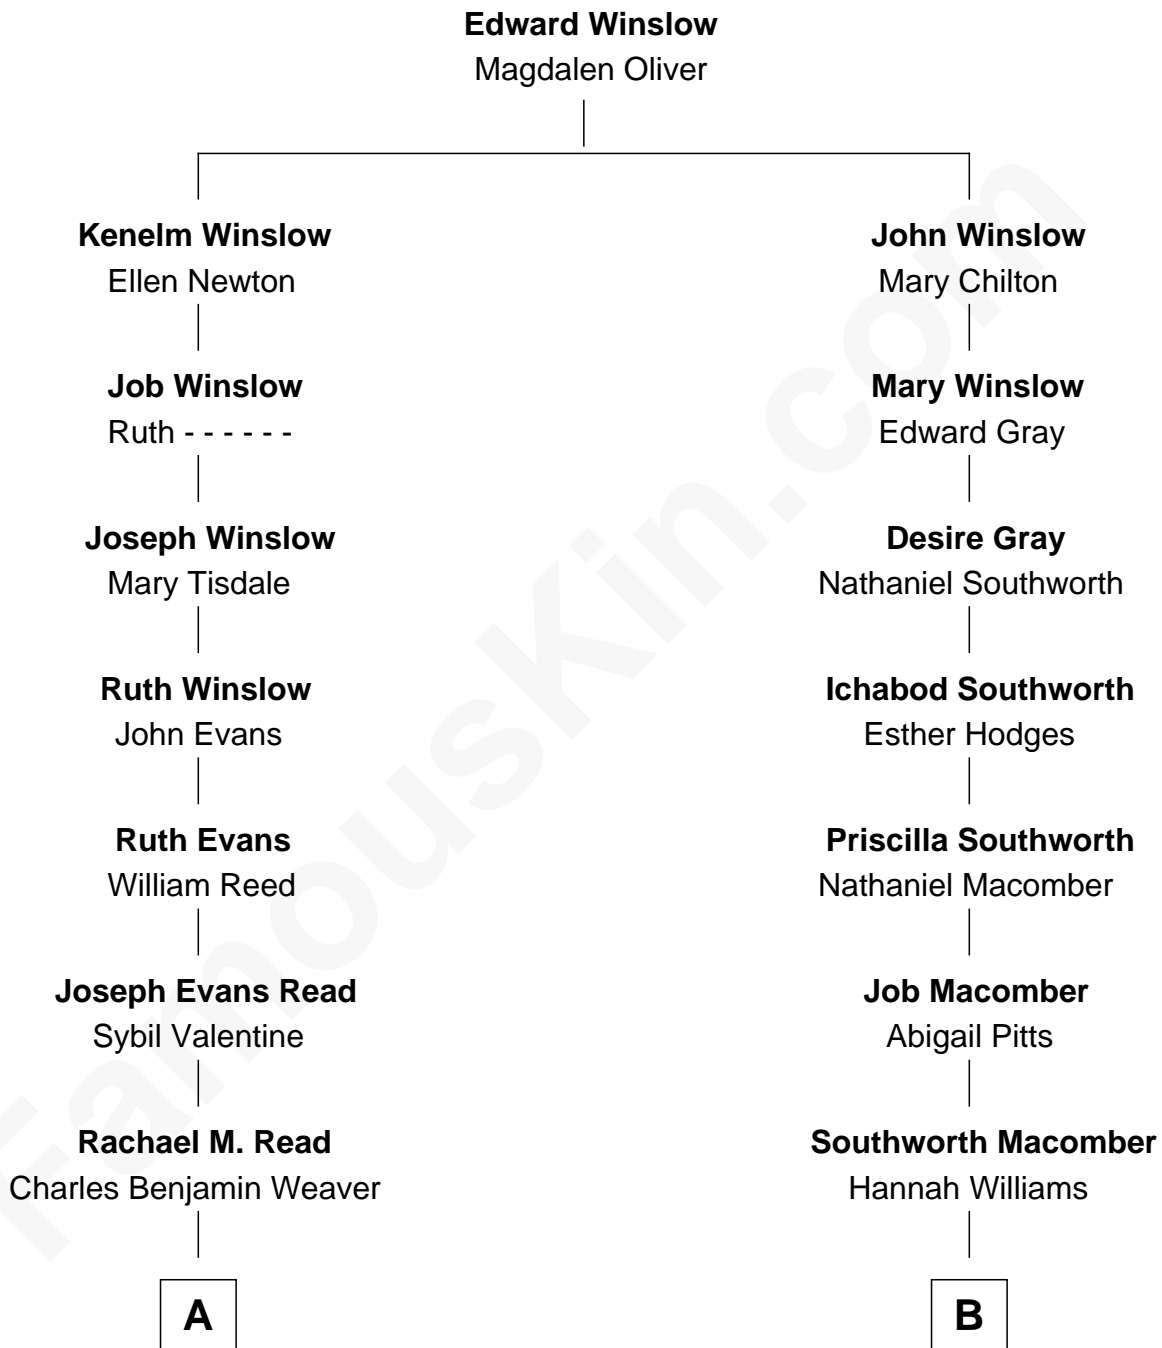 Edward Winslow
Magdalen Oliver
Kenelm Winslow
Ellen Newton
John Winslow
Mary Chilton
Job Winslow
Ruth - - - - - -
Mary Winslow
Edward Gray
Joseph Winslow
Mary Tisdale
Desire Gray
Nathaniel Southworth
Ruth Winslow
John Evans
Ichabod Southworth
Esther Hodges
Ruth Evans
William Reed
Priscilla Southworth
Nathaniel Macomber
Joseph Evans Read
Sybil Valentine
Job Macomber
Abigail Pitts
Rachael M. Read
Charles Benjamin Weaver
Southworth Macomber
Hannah Williams
A
B
FamousKin.com